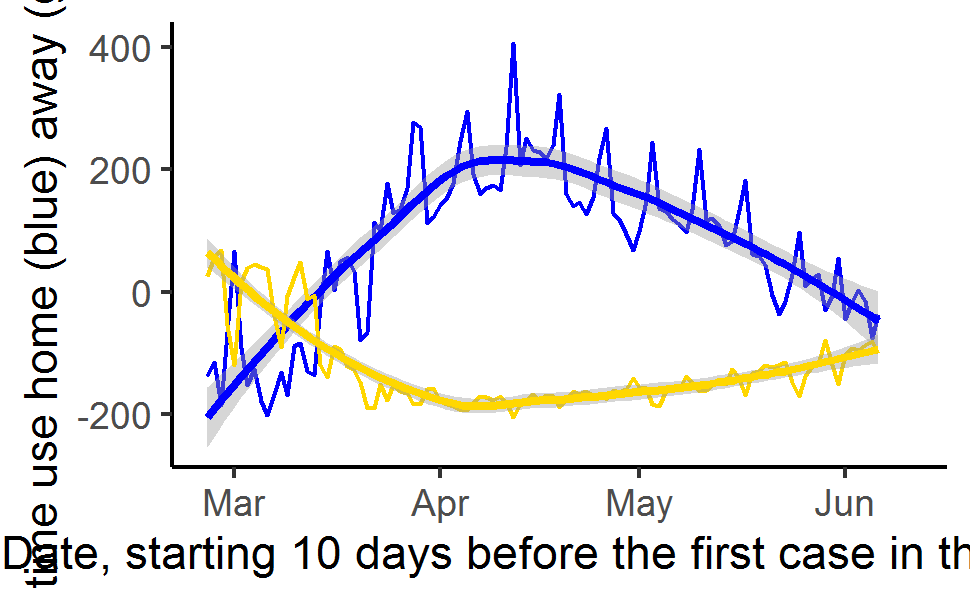 time use home (blue) away (
400
200
0
-200
Mar Apr May Jun
Date, starting 10 days before the first case in th